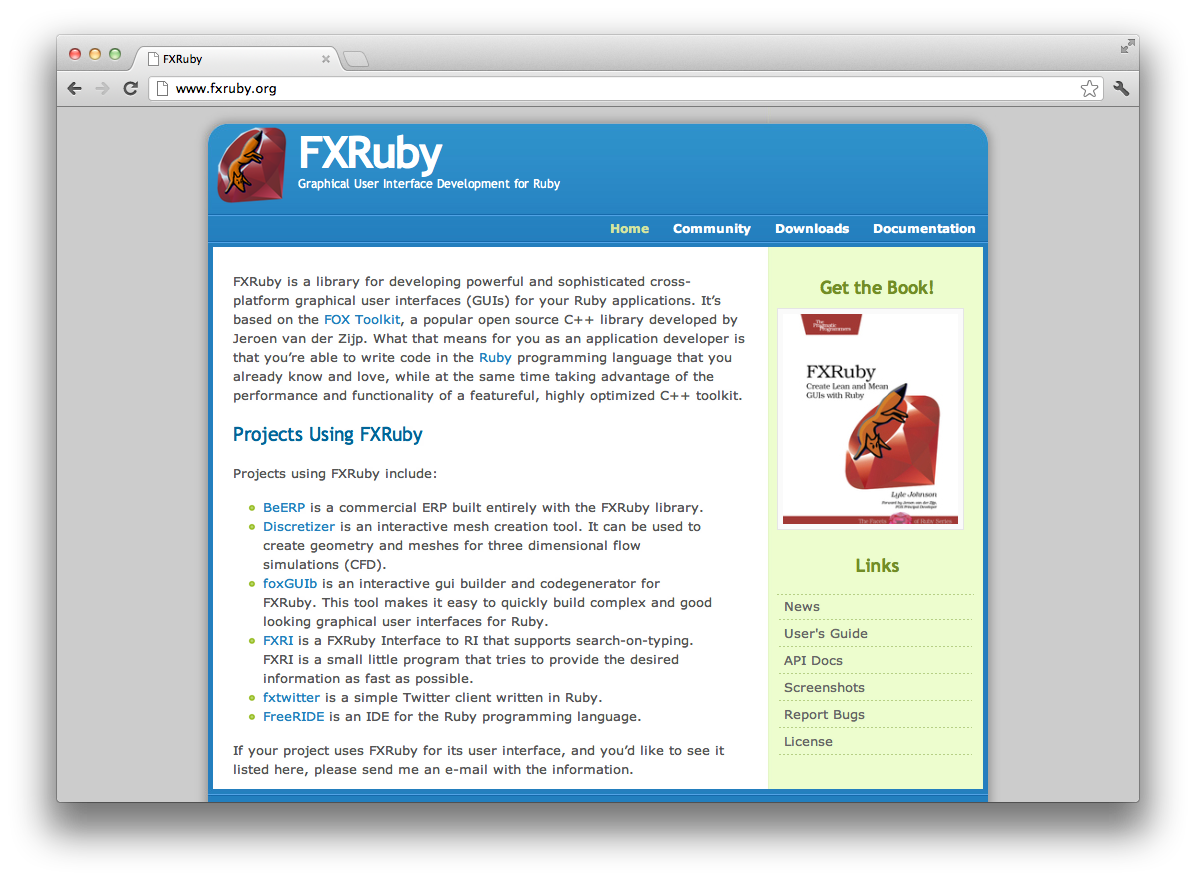 FXRuby
www.fxruby.org
FXRuby
Graphical User Interface Development for Ruby
Home Community Downloads Documentation
FXRuby is a library for developing powerful and sophisticated cross-
platform graphical user interfaces (GUIs) for your Ruby applications. It’s
based on the FOX Toolkit, a popular open source C++ library developed by
Jeroen van der Zijp. What that means for you as an application developer is
that you’re able to write code in the Ruby programming language that you
already know and love, while at the same time taking advantage of the
performance and functionality of a featureful, highly optimized C++ toolkit.
Projects Using FXRuby
Projects using FXRuby include:
BeERP is a commercial ERP built entirely with the FXRuby library.
Discretizer is an interactive mesh creation tool. It can be used to
create geometry and meshes for three dimensional flow
simulations (CFD).
foxGUIb is an interactive gui builder and codegenerator for
FXRuby. This tool makes it easy to quickly build complex and good
looking graphical user interfaces for Ruby.
FXRI is a FXRuby Interface to RI that supports search-on-typing.
FXRI is a small little program that tries to provide the desired
information as fast as possible.
fxtwitter is a simple Twitter client written in Ruby.
FreeRIDE is an IDE for the Ruby programming language.
If your project uses FXRuby for its user interface, and you’d like to see it
listed here, please send me an e-mail with the information.
Get the Book!
The
Pragmatic
Programmers
FXRuby
Create Lean and Mean
GUIs with Ruby
Lyle Johnson
Foreword by Jeroen van der Zijp,
FOX Principal Developer
The Facets of Ruby Series
Links
News
User's Guide
API Docs
Screenshots
Report Bugs
License